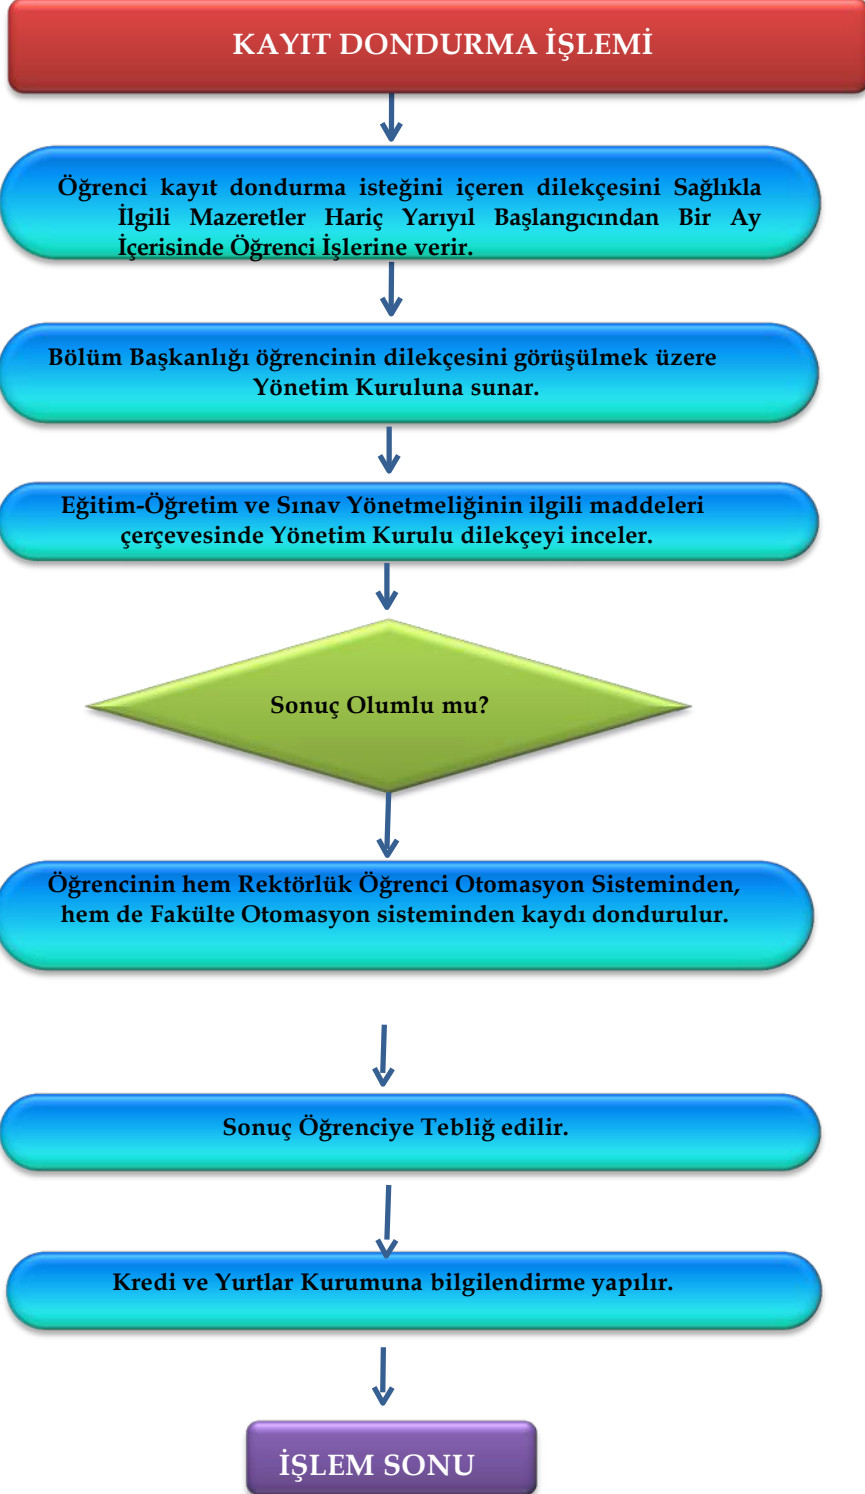 KAYIT DONDURMA İŞLEMİ
Öğrenci kayıt dondurma isteğini içeren dilekçesini Sağlıkla
İlgili Mazeretler Hariç Yarıyıl Başlangıcından Bir Ay
İçerisinde Öğrenci İşlerine verir.
Bölüm Başkanlığı öğrencinin dilekçesini görüşülmek üzere
Yönetim Kuruluna sunar.
Eğitim-Öğretim ve Sınav Yönetmeliğinin ilgili maddeleri
çerçevesinde Yönetim Kurulu dilekçeyi inceler.
Sonuç Olumlu mu?
Öğrencinin hem Rektörlük Öğrenci Otomasyon Sisteminden,
hem de Fakülte Otomasyon sisteminden kaydı dondurulur.
Sonuç Öğrenciye Tebliğ edilir.
Kredi ve Yurtlar Kurumuna bilgilendirme yapılır.
İŞLEM SONU